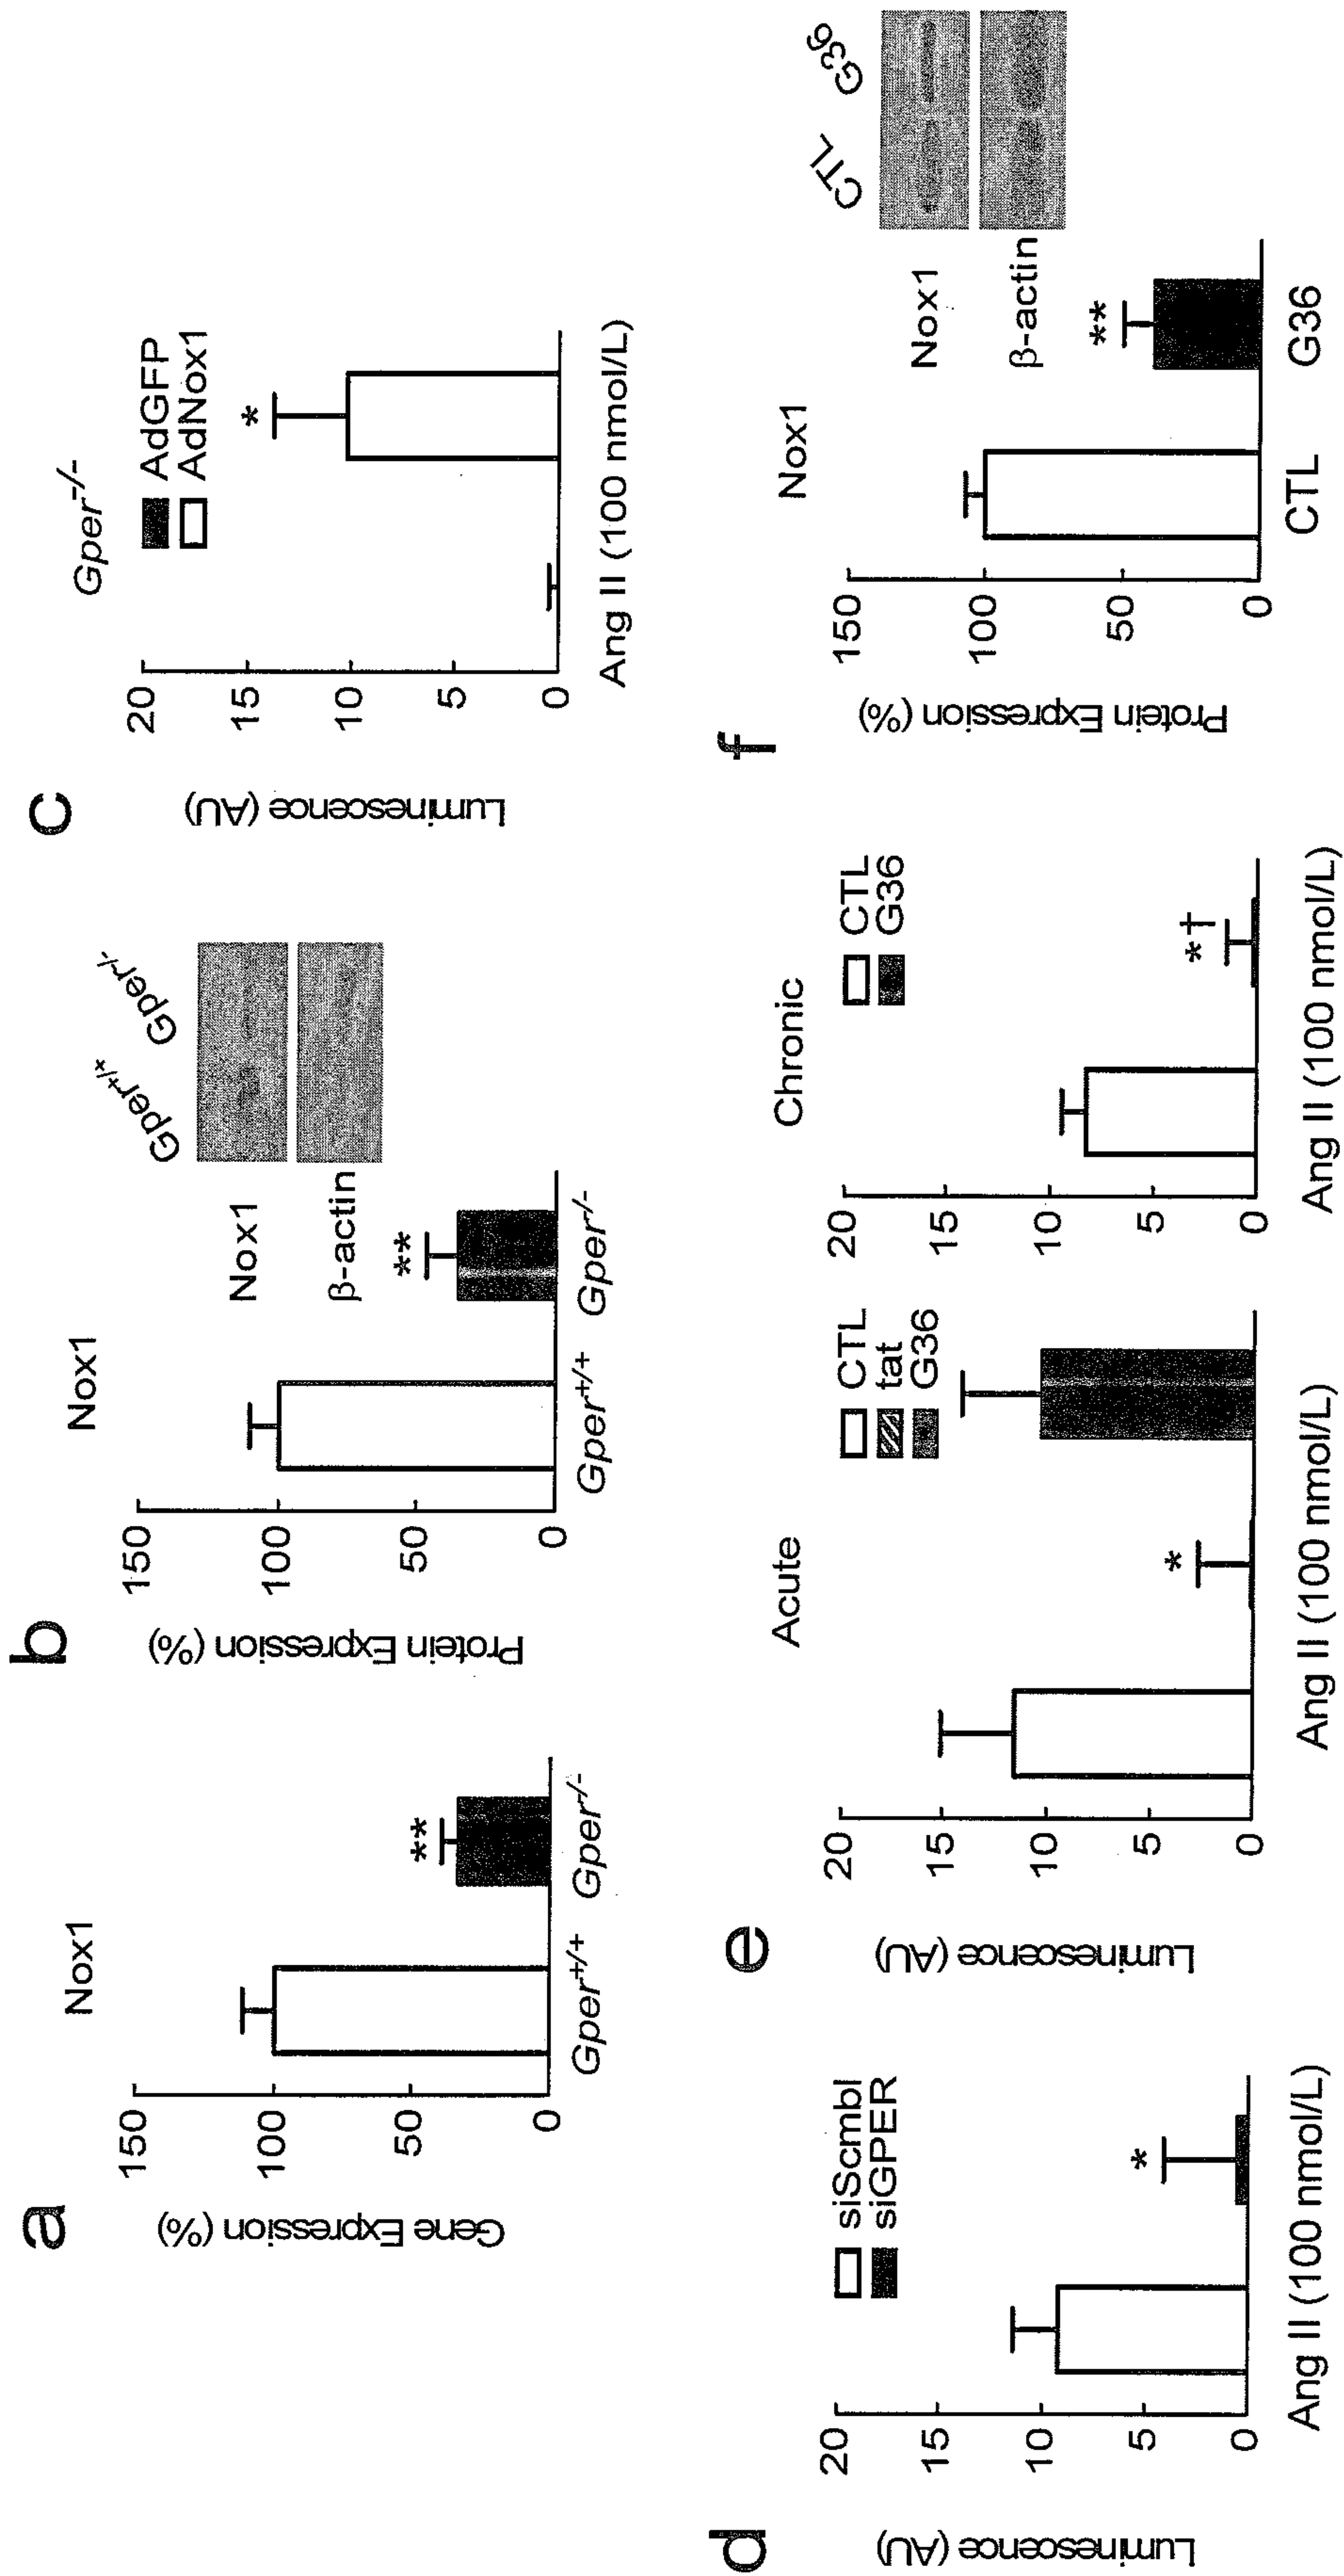 a
Nox1
Gene Expression (%)
150
100
50
0
**
Gper+/+
Gper-/-
b
Nox1
Protein Expression (%)
150
100
50
0
**
Gper+/+
Gper-/-
Gper+/+
Gper-/-
Nox1
β-actin
c
Gper-/-
AdGFP
AdNox1
Luminescence (AU)
20
15
10
5
0
*
Ang II (100 nmol/L)
d
siScmbl
siGPER
Luminescence (AU)
20
15
10
5
0
*
Ang II (100 nmol/L)
e
Acute
CTL
tat
G36
Luminescence (AU)
20
15
10
5
0
*
Ang II (100 nmol/L)
Chronic
CTL
G36
20
15
10
5
0
*†
Ang II (100 nmol/L)
f
Nox1
Protein Expression (%)
150
100
50
0
**
CTL
G36
CTL
G36
Nox1
β-actin